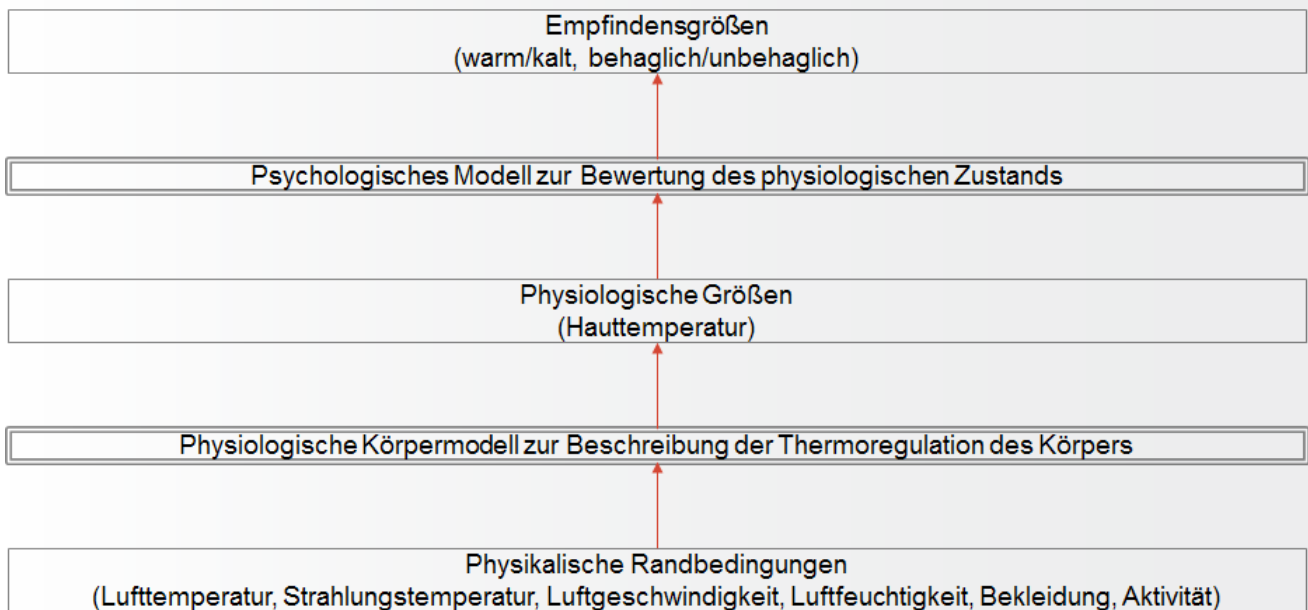 Empfindensgrößen
(warm/kalt, behaglich/unbehaglich)
Psychologisches Modell zur Bewertung des physiologischen Zustands
Physiologische Größen
(Hauttemperatur)
Physiologische Körpermodell zur Beschreibung der Thermoregulation des Körpers
Physikalische Randbedingungen
(Lufttemperatur, Strahlungstemperatur, Luftgeschwindigkeit, Luftfeuchtigkeit, Bekleidung, Aktivität)